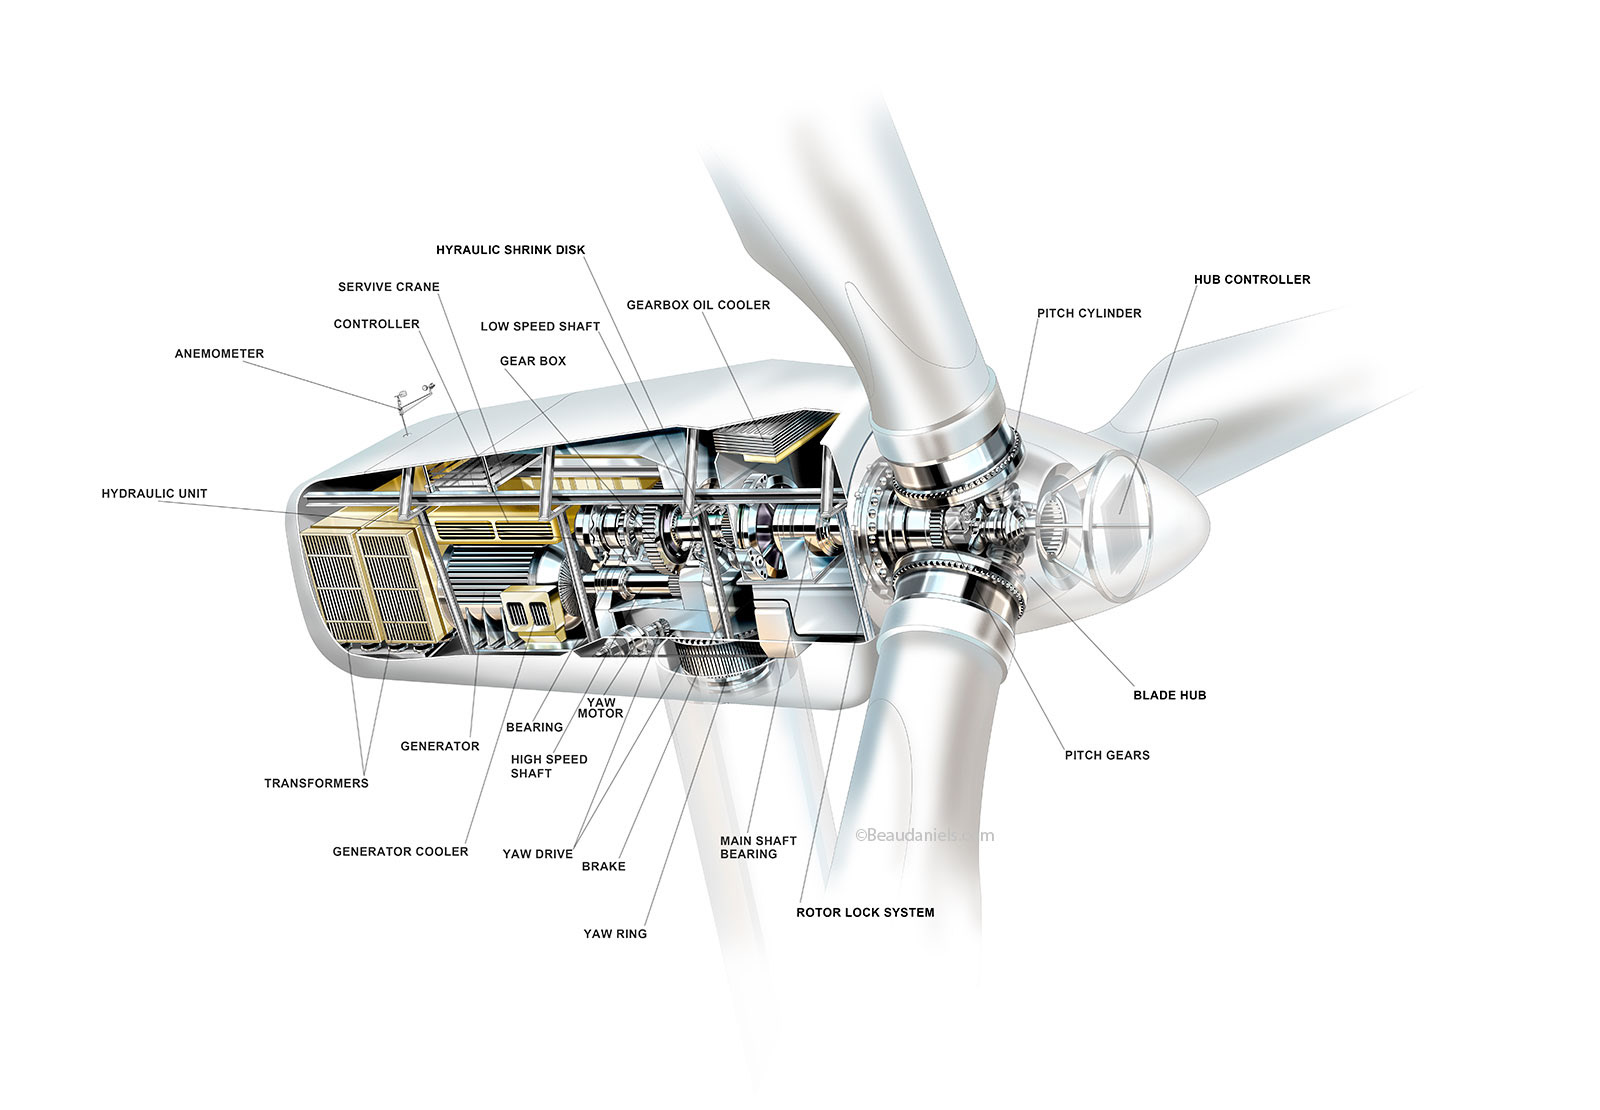 HYRAULIC SHRINK DISK
HUB CONTROLLER
SERVIVE CRANE
GEARBOX OIL COOLER
PITCH CYLINDER
CONTROLLER
LOW SPEED SHAFT
ANEMOMETER
GEAR BOX
HYDRAULIC UNIT
BLADE HUB
YAW
MOTOR
BEARING
GENERATOR
PITCH GEARS
HIGH SPEED
SHAFT
TRANSFORMERS
©Beaudaniels.com
MAIN SHAFT
BEARING
GENERATOR COOLER
YAW DRIVE
BRAKE
ROTOR LOCK SYSTEM
YAW RING